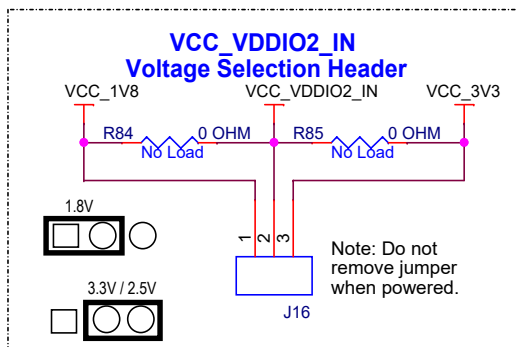 VCC_VDDIO2_IN
Voltage Selection Header
VCC_1V8 VCC_VDDIO2_IN VCC_3V3
R84 0 OHM R85 0 OHM
No Load No Load
1.8V
1 2 3
Note: Do not
remove jumper
when powered.
3.3V / 2.5V
J16